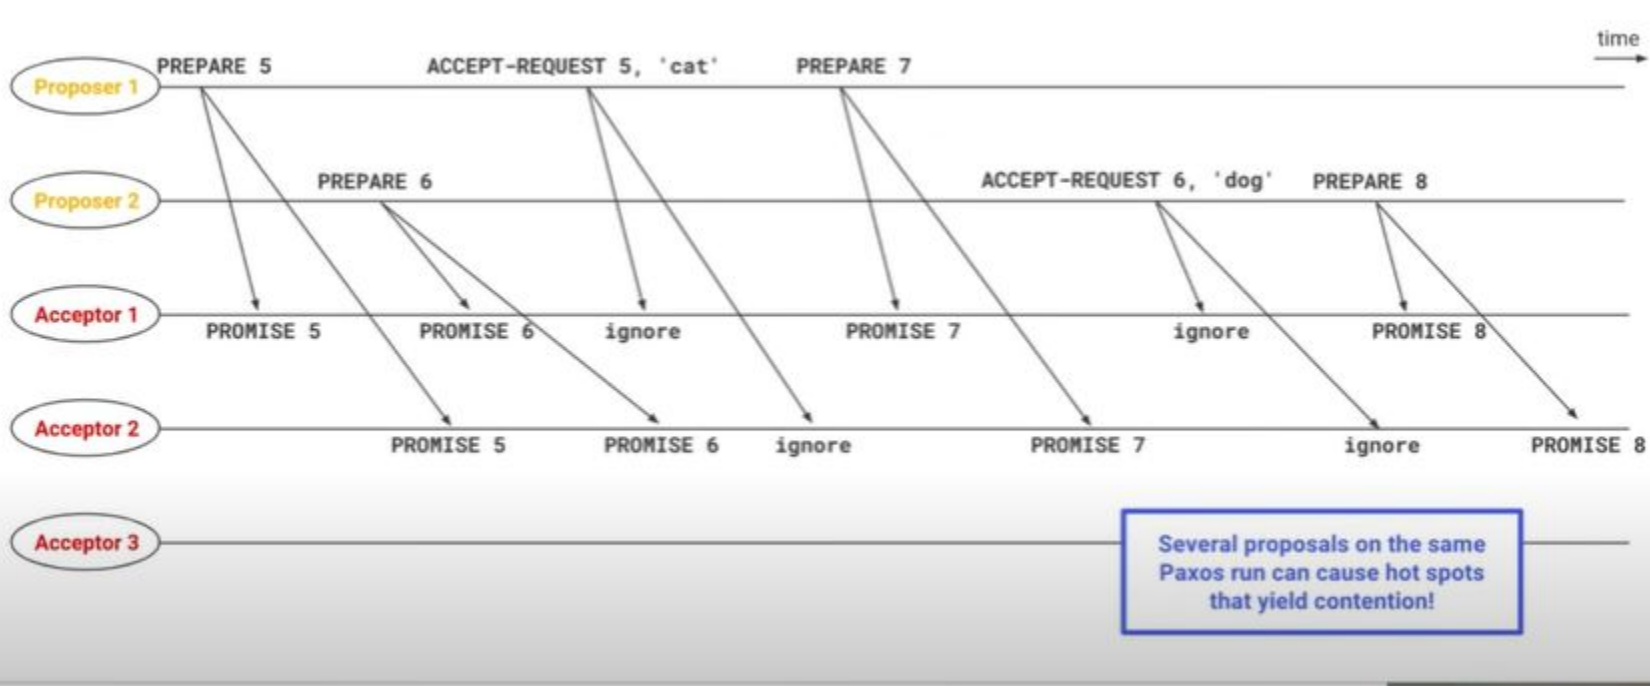 time
PREPARE 5 ACCEPT-REQUEST 5, 'cat' PREPARE 7
Proposer 1
PREPARE 6 ACCEPT-REQUEST 6, 'dog' PREPARE 8
Proposer 2
Acceptor 1
PROMISE 5 PROMISE 6 ignore PROMISE 7 ignore PROMISE 8
Acceptor 2
PROMISE 5 PROMISE 6 ignore PROMISE 7 ignore PROMISE 8
Acceptor 3
Several proposals on the same
Paxos run can cause hot spots
that yield contention!